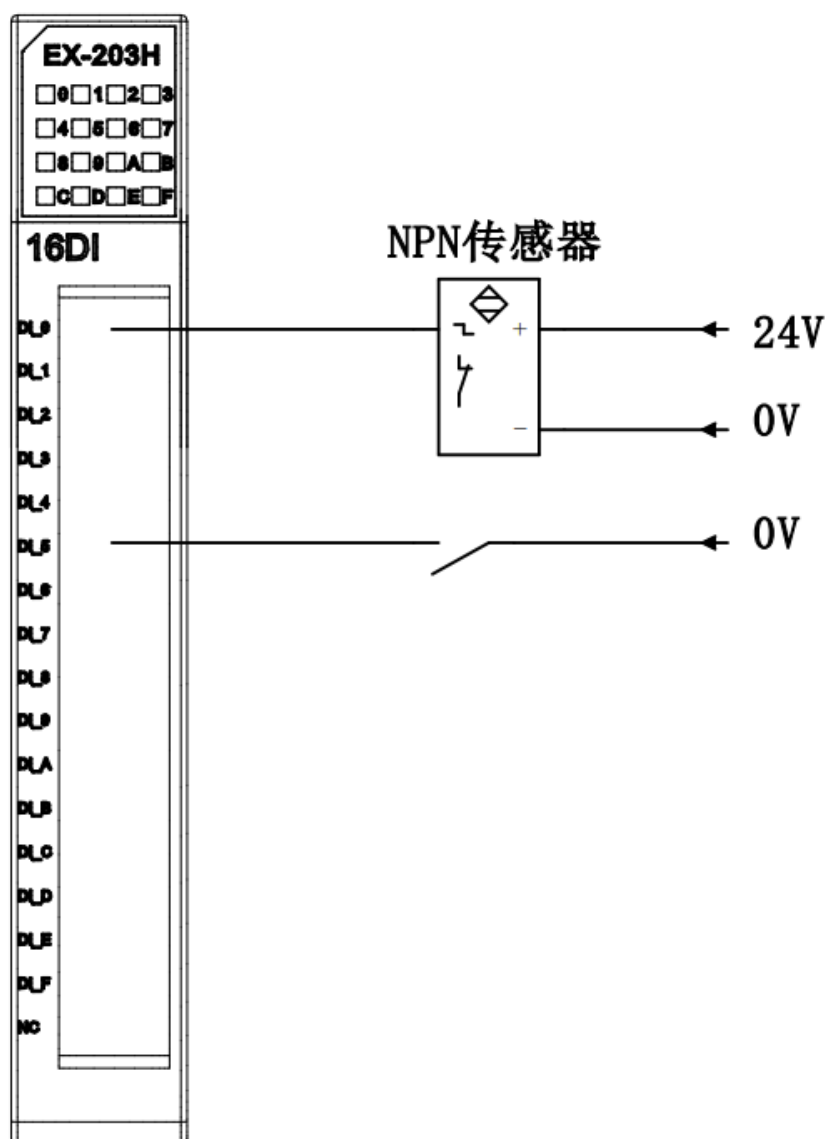 EX-203H
0 1 2 3
4 5 6 7
8 9 A B
C D E F
16DI
NPN传感器
DI_0
+
24V
DI_1
DI_2
-
0V
DI_3
DI_4
DI_5
0V
DI_6
DI_7
DI_8
DI_9
DI_A
DI_B
DI_C
DI_D
DI_E
DI_F
NC